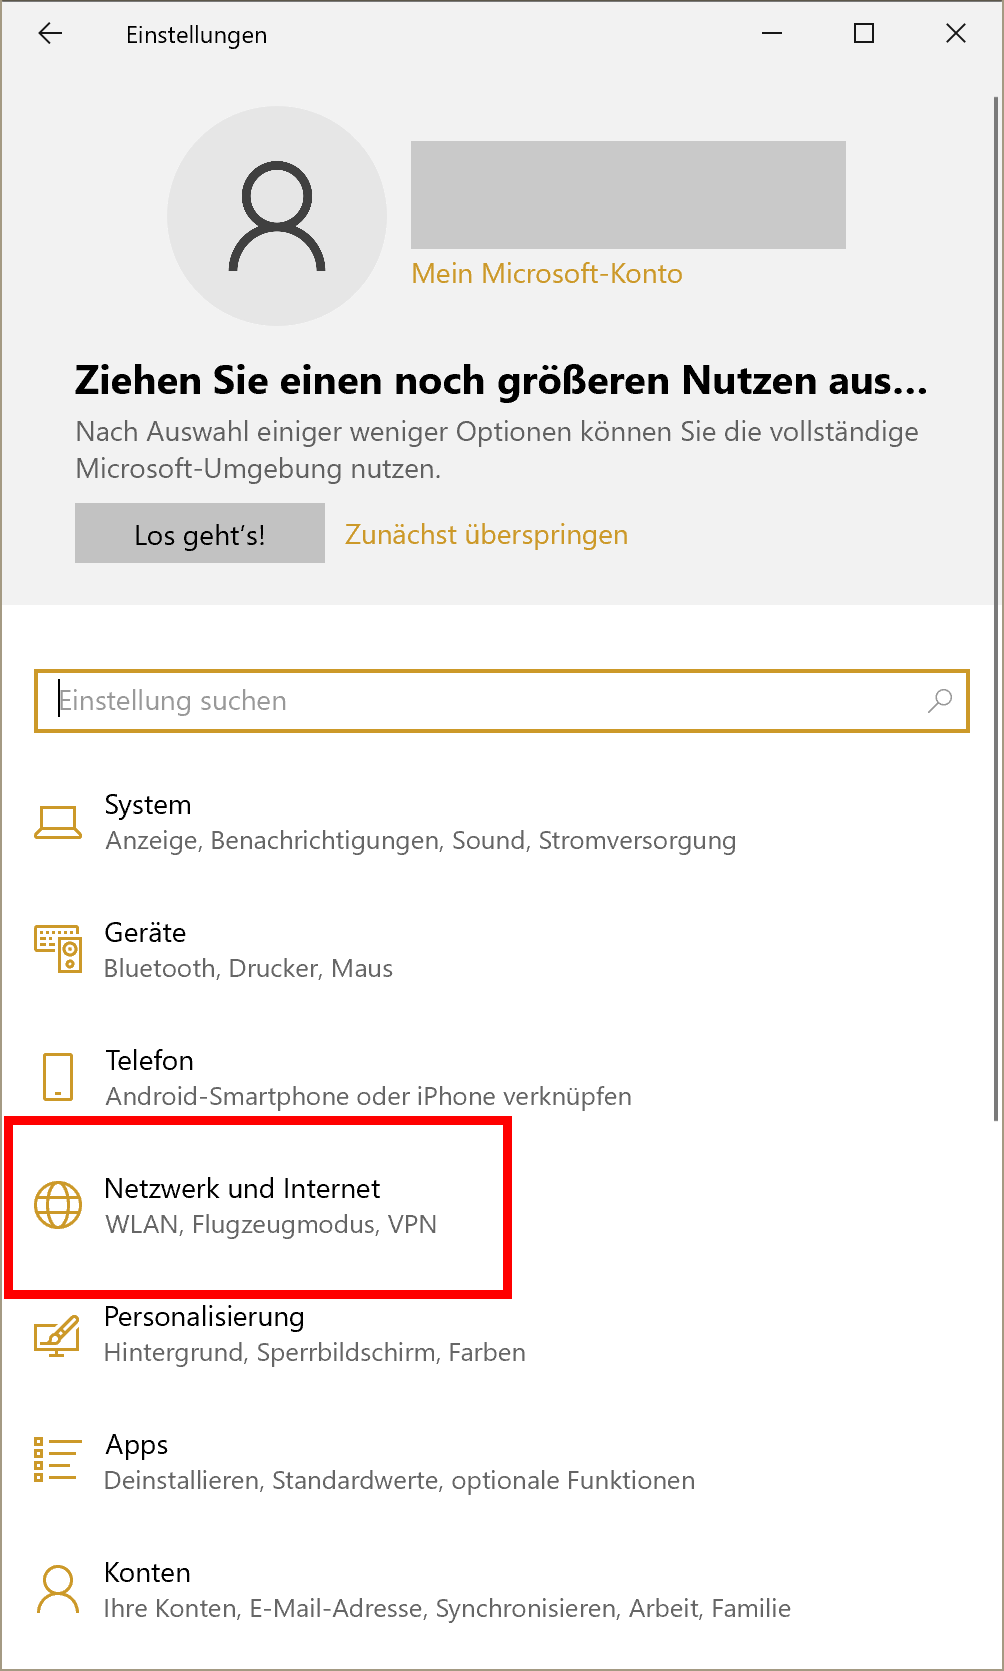 Einstellungen
Mein Microsoft-Konto
Ziehen Sie einen noch größeren Nutzen aus...
Nach Auswahl einiger weniger Optionen können Sie die vollständige
Microsoft-Umgebung nutzen.
Los geht's!
Zunächst überspringen
Einstellung suchen
System
Anzeige, Benachrichtigungen, Sound, Stromversorgung
Geräte
Bluetooth, Drucker, Maus
Telefon
Android-Smartphone oder iPhone verknüpfen
Netzwerk und Internet
WLAN, Flugzeugmodus, VPN
Personalisierung
Hintergrund, Sperrbildschirm, Farben
Apps
Deinstallieren, Standardwerte, optionale Funktionen
Konten
Ihre Konten, E-Mail-Adresse, Synchronisieren, Arbeit, Familie